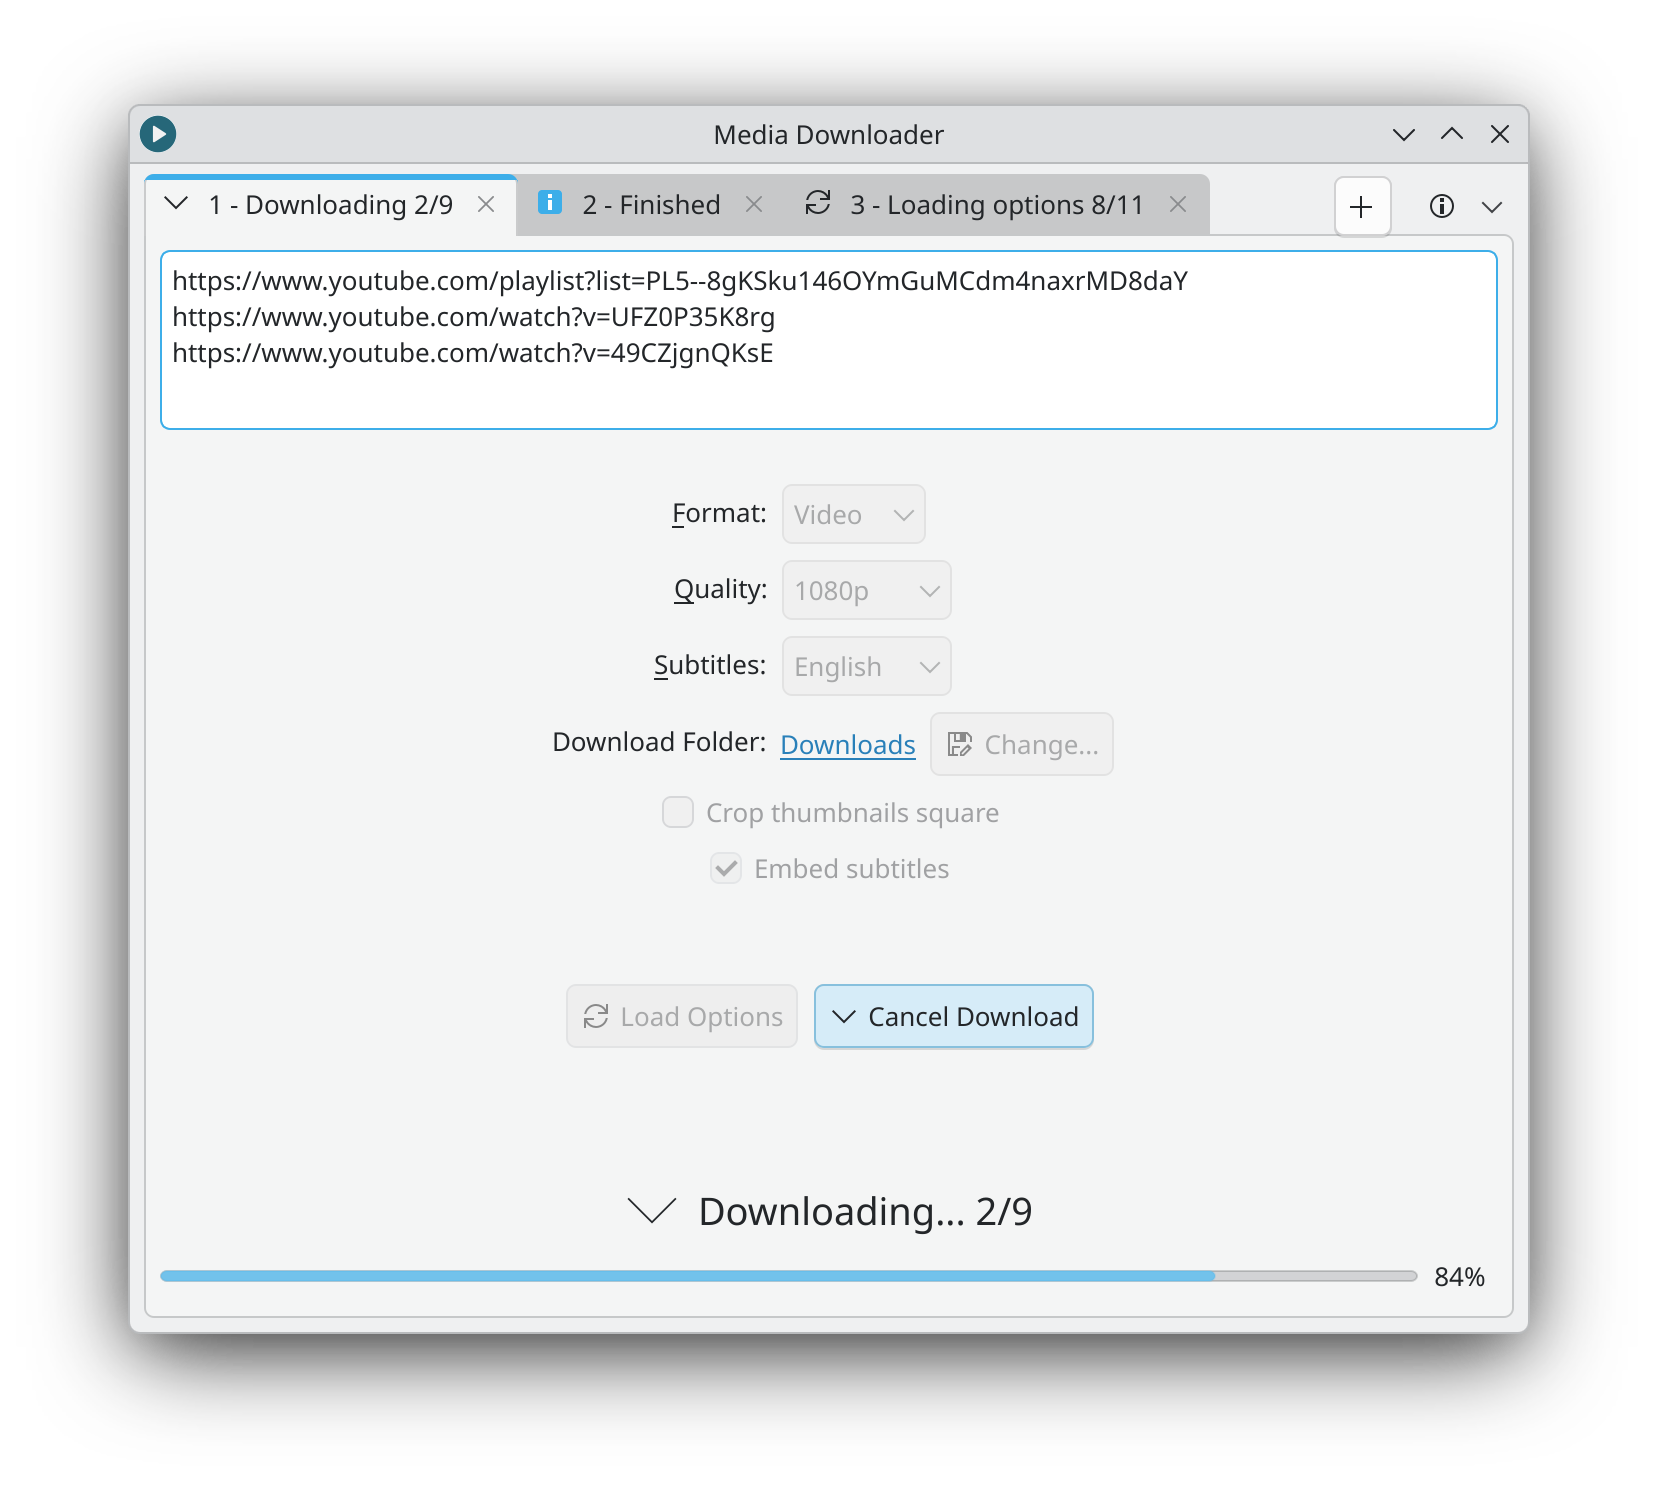 Media Downloader
1 - Downloading 2/9
2 - Finished
3 - Loading options 8/11
https://www.youtube.com/playlist?list=PL5--8gKSku146OYmGuMCdm4naxrMD8daY
https://www.youtube.com/watch?v=UFZ0P35K8rg
https://www.youtube.com/watch?v=49CZjgnQKsE
Format: Video
Quality: 1080p
Subtitles: English
Download Folder: Downloads Change...
Crop thumbnails square
Embed subtitles
Load Options Cancel Download
Downloading... 2/9
84%